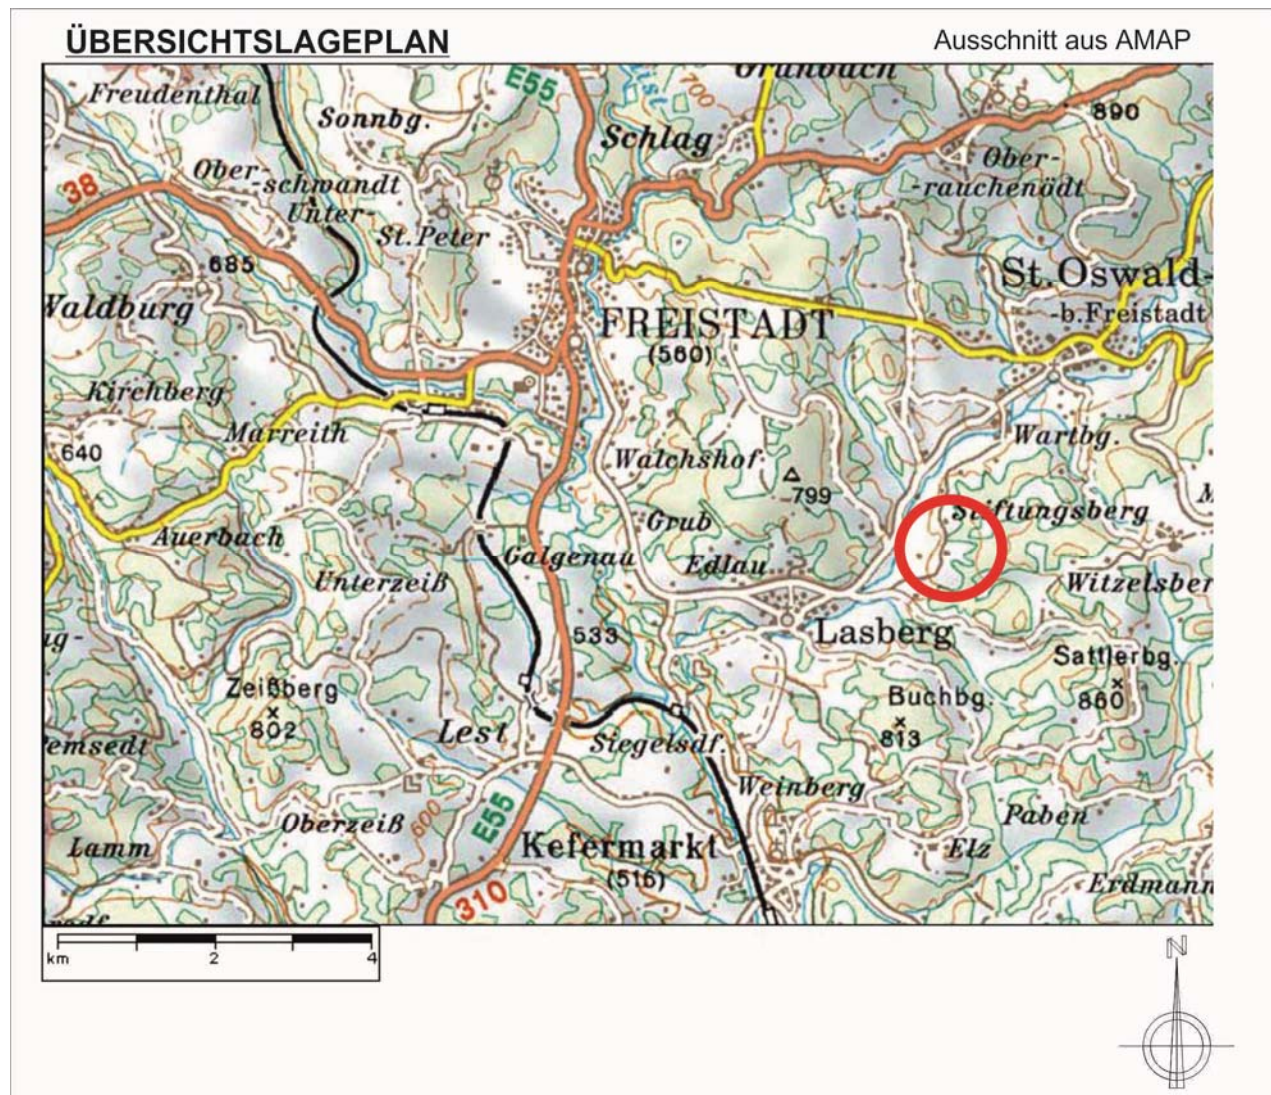 ÜBERSICHTSLAGEPLAN
Ausschnitt aus AMAP
Freudenthal
Sonnbg.
E55
700
Grünbach
Schlag
890
Ober-
-rauchenödt
Ober-
-schwandt
Unter-
38
St.Peter
685
Waldburg
FREISTADT
(560)
St.Oswald-
-b.Freistadt
Kirchberg
Marreith
640
Walchshof
799
Wartbg.
Stiftungsberg
Grub
Auerbach
Galgenau
Edlau
Unterzeiß
Witzelsber
ug-
533
Lasberg
Sattlerbg.
860
Zeißberg
802
Buchbg.
813
emsedt
Lest
Siegelsdf.
Weinberg
Paben
600
Oberzeiß
E55
Lamm
Kefermarkt
(516)
Elz
Erdmann
310
km 2 4
N